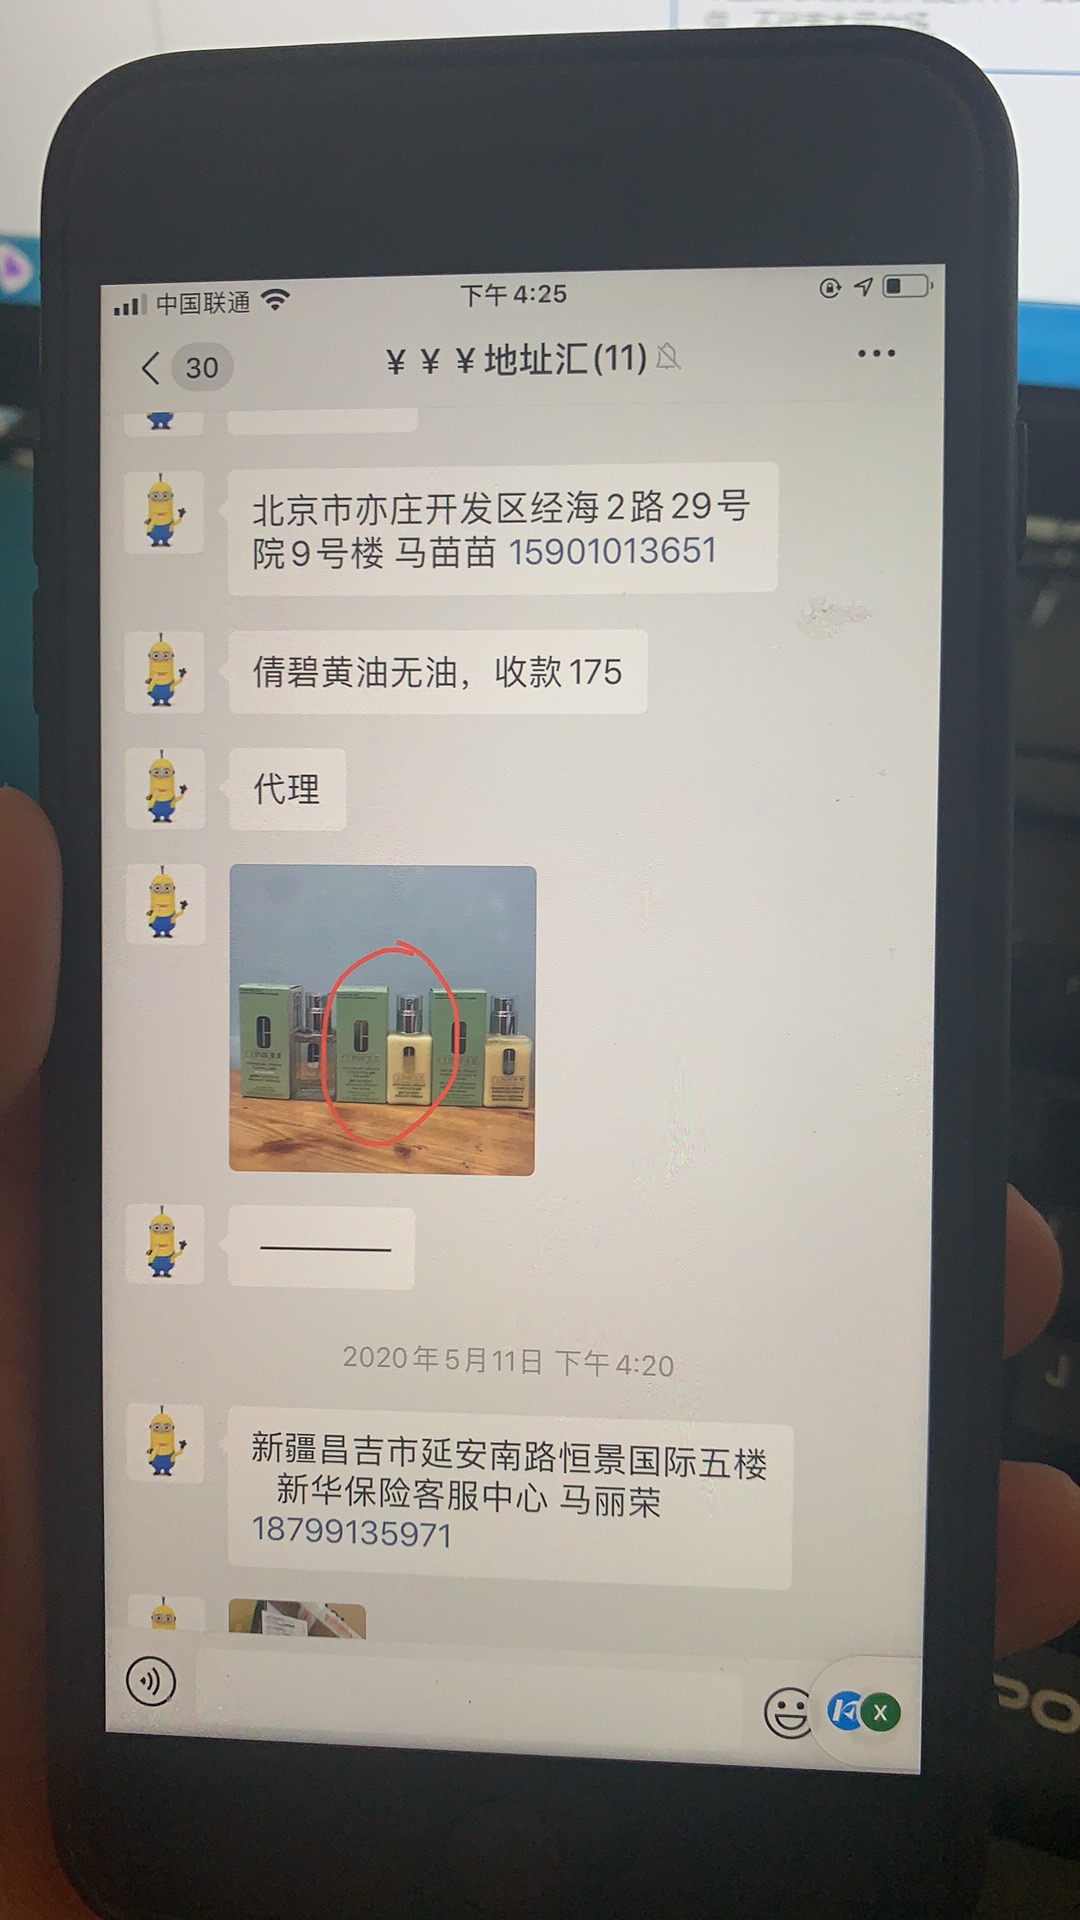 中国联通
下午4:25
30
¥ ¥ ¥地址汇(11)
北京市亦庄开发区经海2路29号
院9号楼 马苗苗 15901013651
倩碧黄油无油，收款175
代理
CLINIQUE
CLINIQUE
CLINIQUE
2020年5月11日 下午4:20
新疆昌吉市延安南路恒景国际五楼
新华保险客服中心 马丽荣
18799135971
X
J